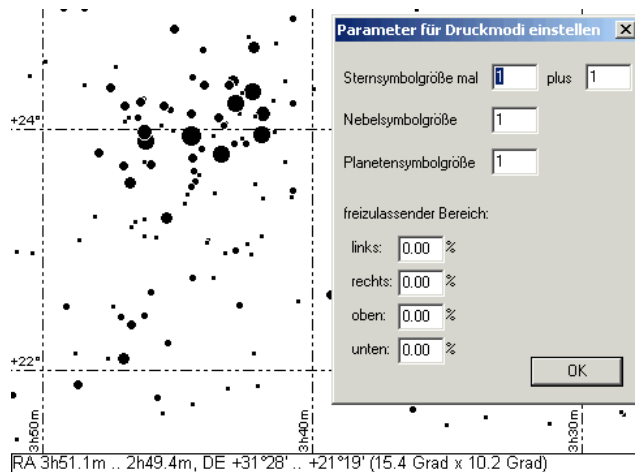 Parameter für Druckmodi einstellen
Sternsymbolgröße mal 1 plus 1
Nebelsymbolgröße 1
Planetensymbolgröße 1
freizulassender Bereich:
links: 0.00 %
rechts: 0.00 %
oben: 0.00 %
unten: 0.00 %
OK
+24°
+22°
3h50m
3h40m
3h30m
RA 3h51.1m .. 2h49.4m, DE +31°28' .. +21°19' (15.4 Grad x 10.2 Grad)